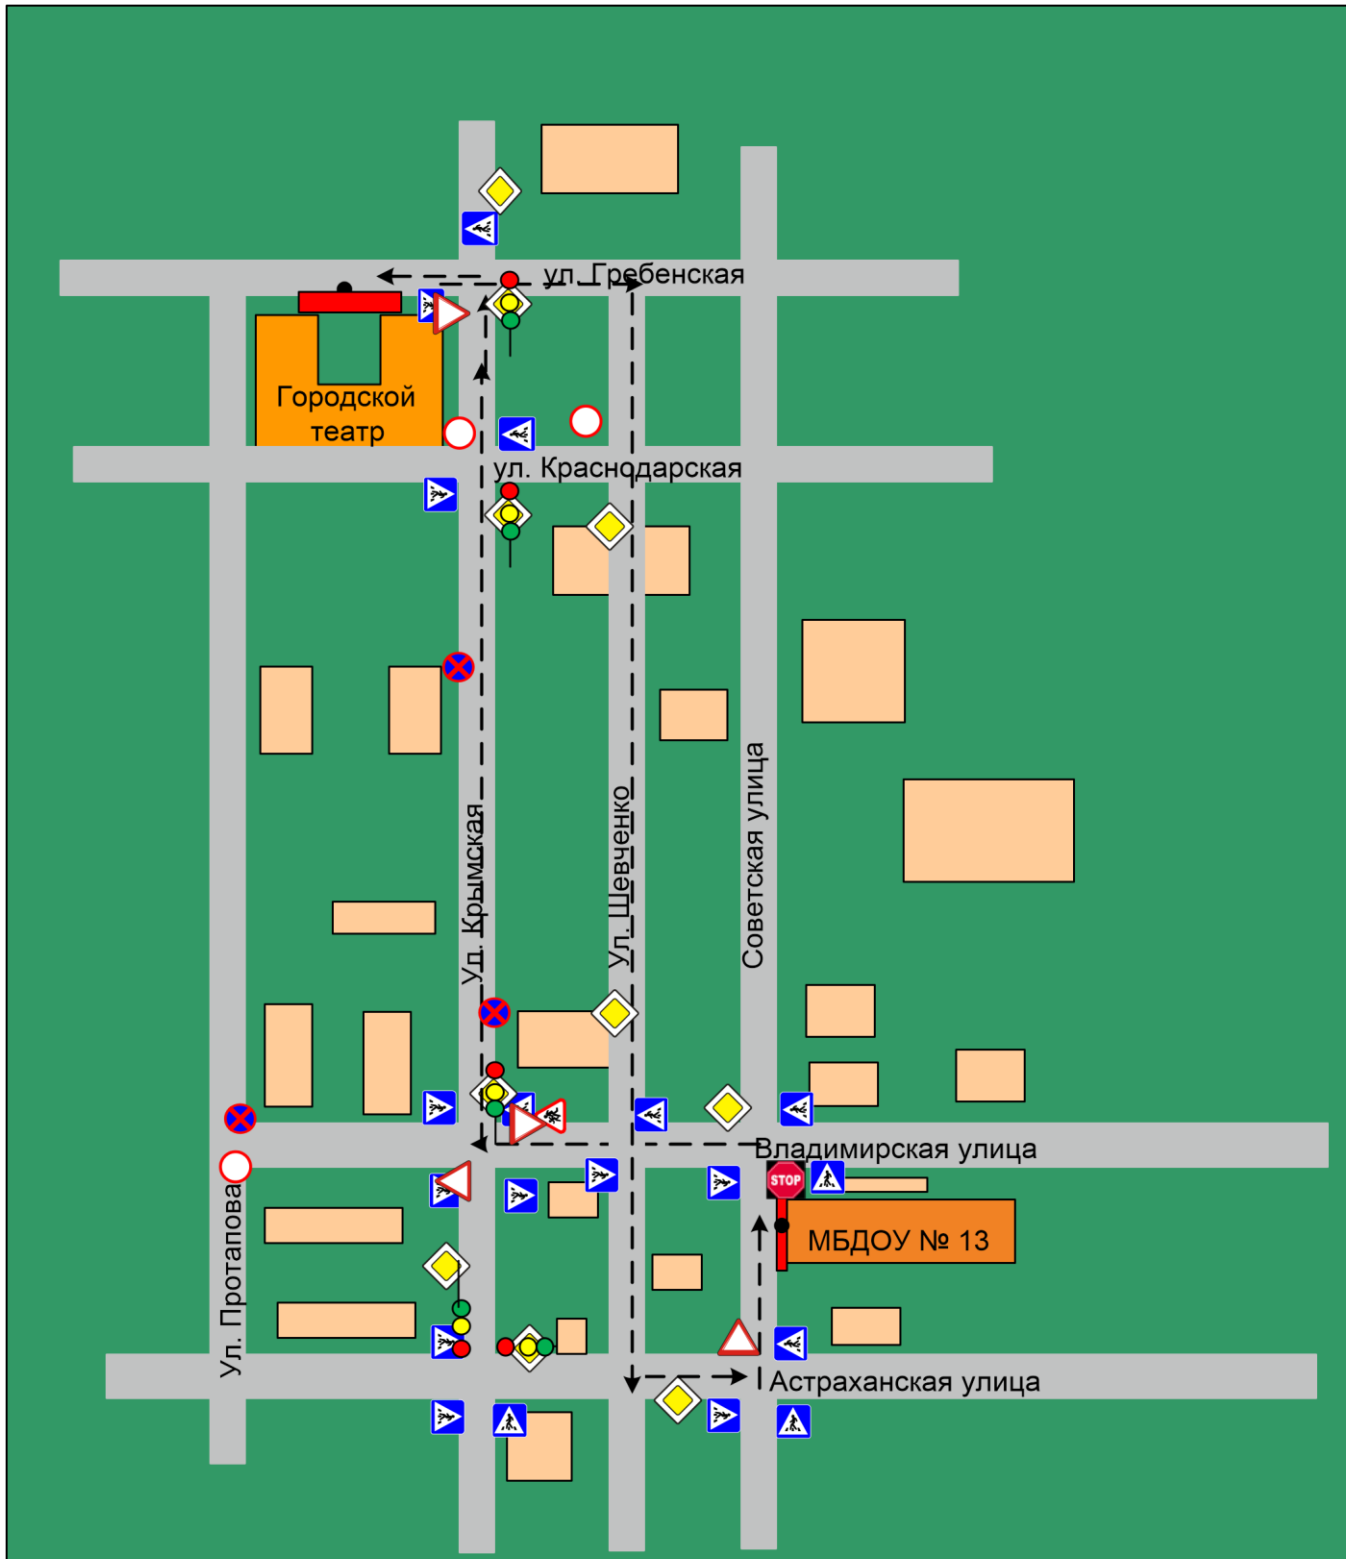 ул. Гребенская
Городской
театр
ул. Краснодарская
Ул. Крымская
Ул. Шевченко
Советская улица
Владимирская улица
STOP
МБДОУ № 13
Ул. Протапова
Астраханская улица